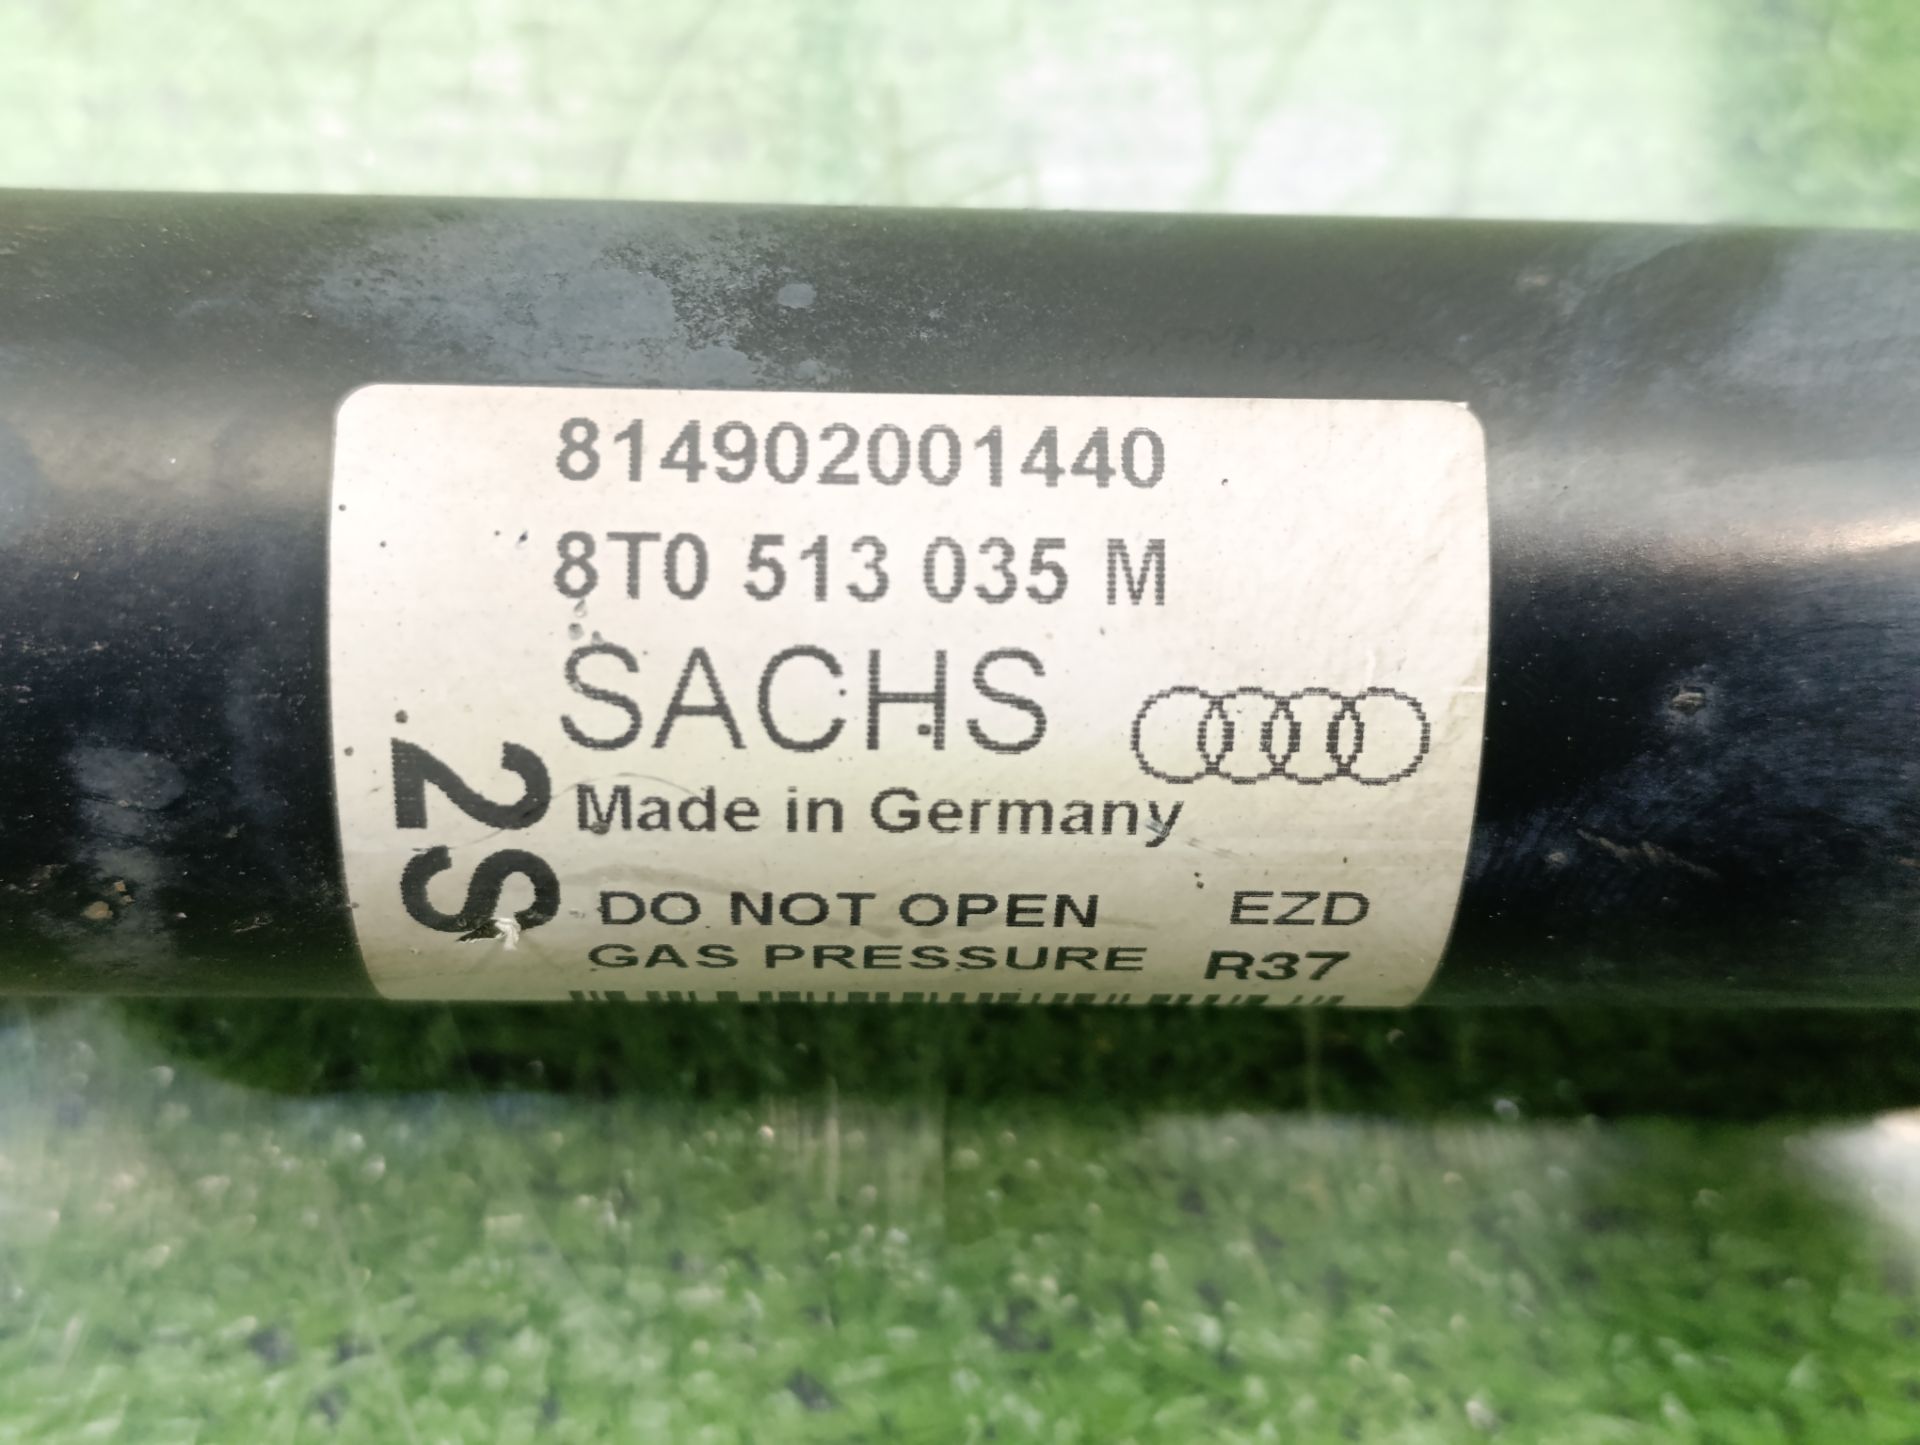 814902001440
8T0 513 035 M
SACHS
Made in Germany
2S
DO NOT OPEN EZD
GAS PRESSURE R37